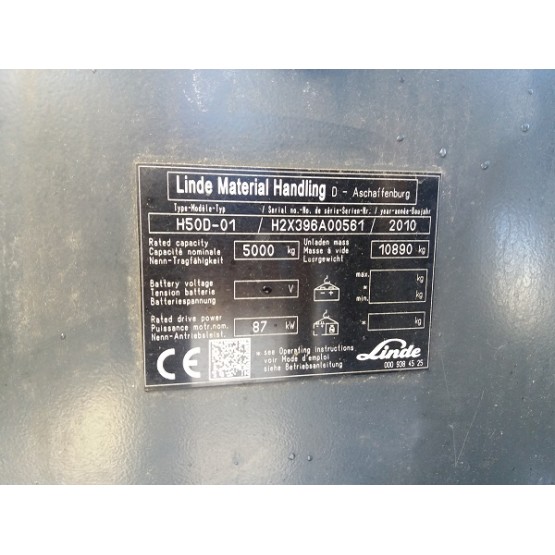 Linde Material Handling D - Aschaffenburg
Type-Modèle-Typ / Serial no.-No. de série-Serien-Nr. / year-année-Baujahr
H50D-01 / H2X396A00561 / 2010
Rated capacity
Capacité nominale
Nenn-Tragfähigkeit
5000 kg
Unladen mass
Masse à vide
Leergewicht
10890 kg
Battery voltage
Tension batterie
Batteriespannung
V
- +
max.
=
min.
kg
kg
Rated drive power
Puissance motr.nom.
Nenn-Antriebsleist.
87 kW
= kg
CE
* see Operating Instructions
voir Mode d'emploi
siehe Betriebsanleitung
Linde
000 938 45 25